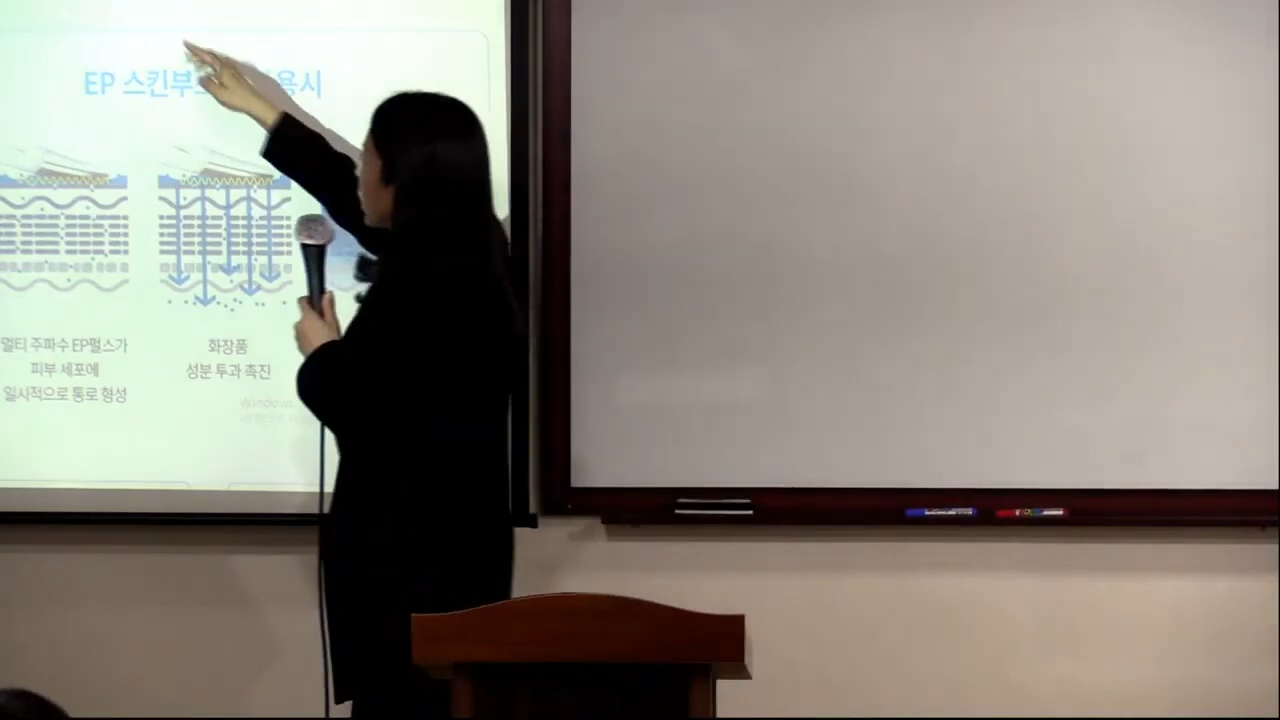 EP 스킨부 용시
멀티 주파수 EP펄스가
피부 세포에
일시적으로 통로 형성
화장품
성분 투과 촉진
Windows